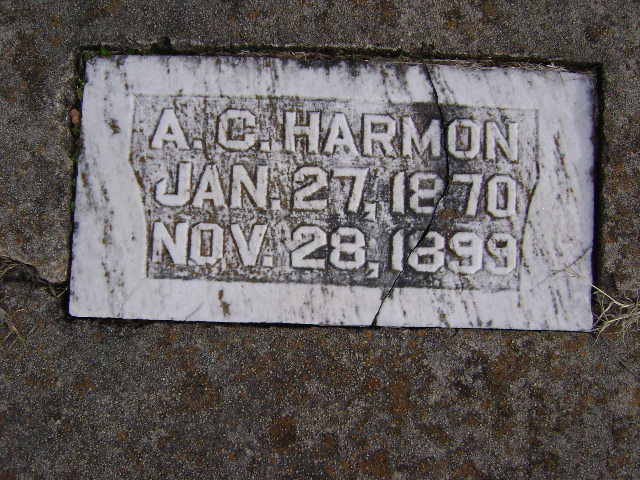 A. C. HARMON
JAN. 27, 1870
NOV. 28, 1899